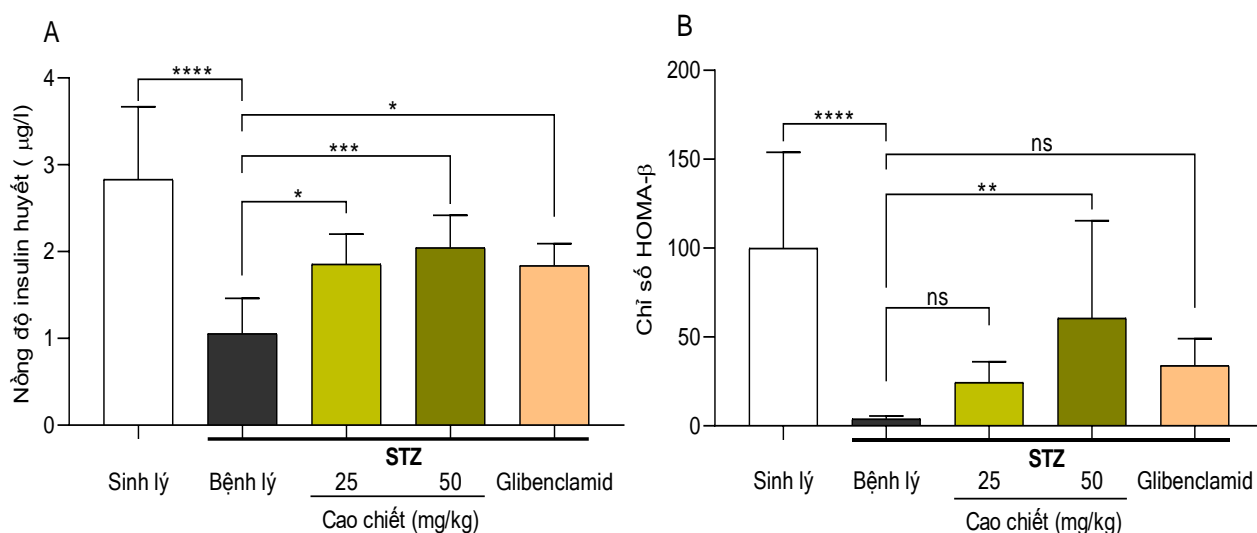 A
Nồng độ insulin huyết ( µg/l)
4
3
2
1
0
****
*
***
*
STZ
Sinh lý
Bệnh lý
25
50
Glibenclamid
Cao chiết (mg/kg)
B
Chỉ số HOMA-β
200
150
100
50
0
****
ns
**
ns
STZ
Sinh lý
Bệnh lý
25
50
Glibenclamid
Cao chiết (mg/kg)